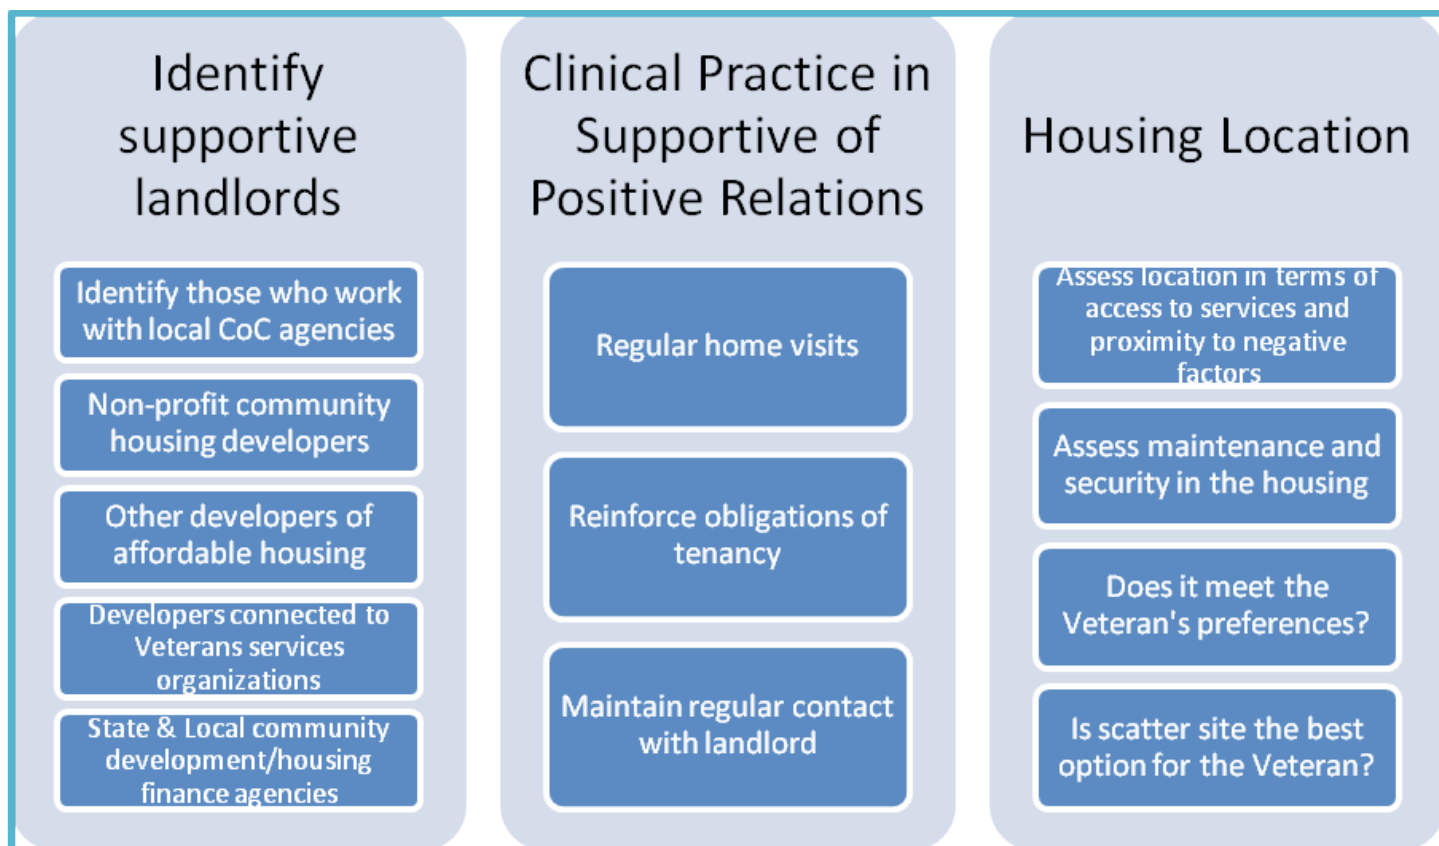 Identify
supportive
landlords
Identify those who work
with local CoC agencies
Non-profit community
housing developers
Other developers of
affordable housing
Developers connected to
Veterans services
organizations
State & Local community
development/housing
finance agencies
Clinical Practice in
Supportive of
Positive Relations
Regular home visits
Reinforce obligations of
tenancy
Maintain regular contact
with landlord
Housing Location
Assess location in terms of
access to services and
proximity to negative
factors
Assess maintenance and
security in the housing
Does it meet the
Veteran's preferences?
Is scatter site the best
option for the Veteran?